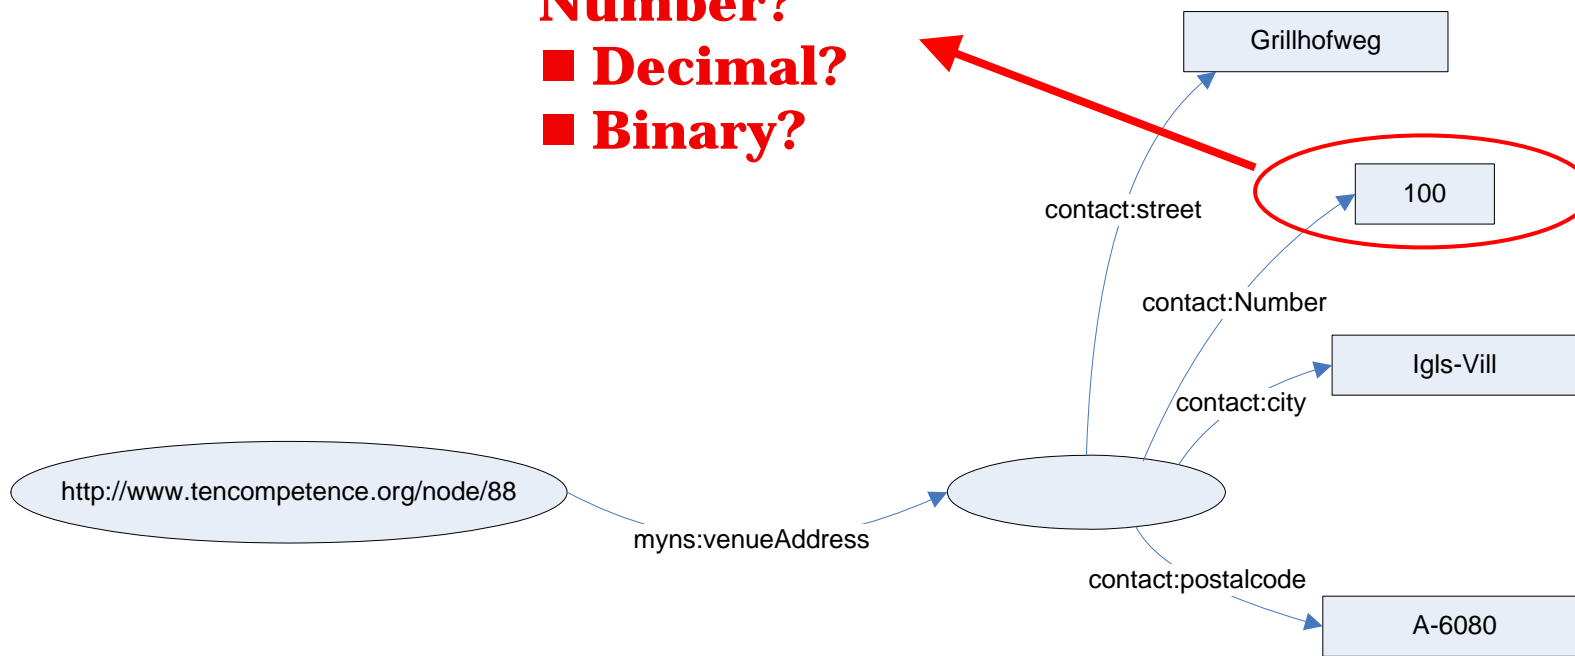 Number?
■ Decimal?
■ Binary?
Grillhofweg
100
contact:street
contact:Number
Igls-Vill
contact:city
http://www.tencompetence.org/node/88
myns:venueAddress
contact:postalcode
A-6080